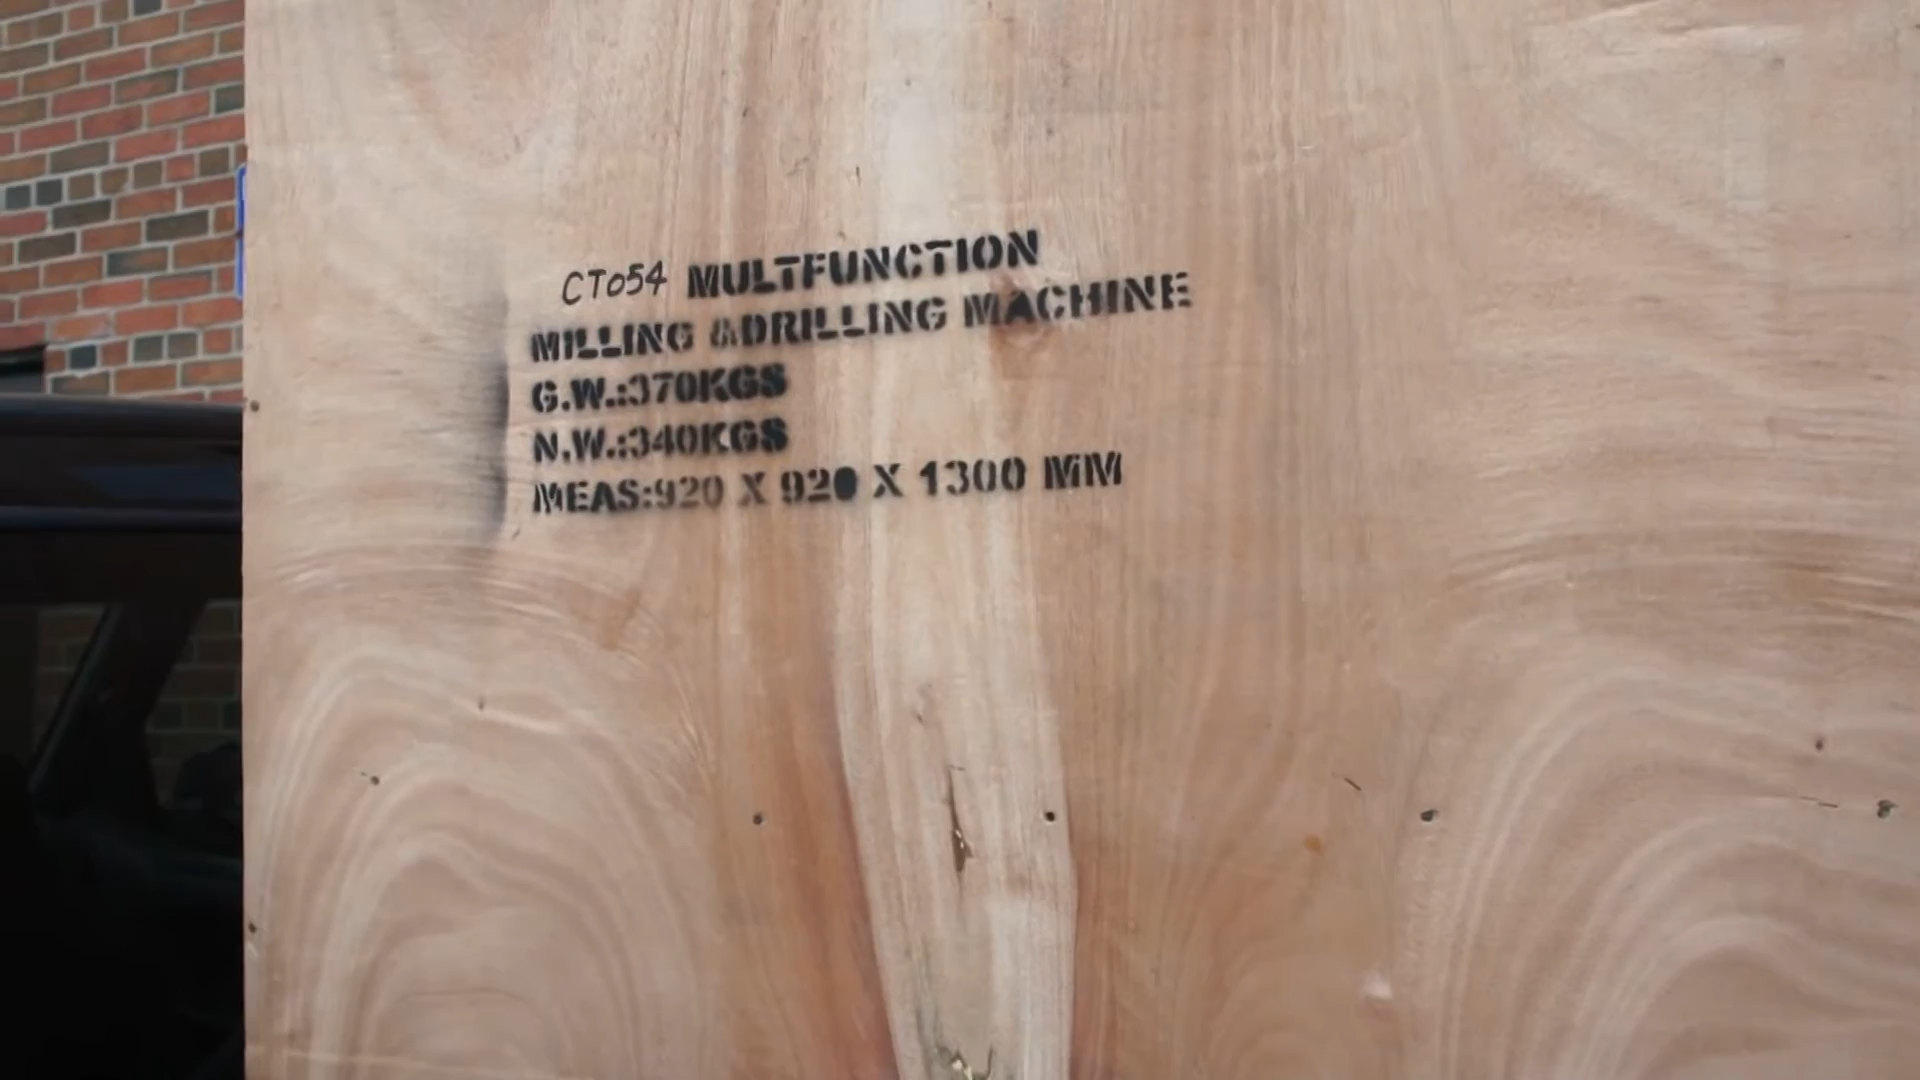 CT054 MULTFUNCTION
MILLING &DRILLING MACHINE
G.W.:370KGS
N.W.:340KGS
MEAS:920 X 920 X 1300 MM